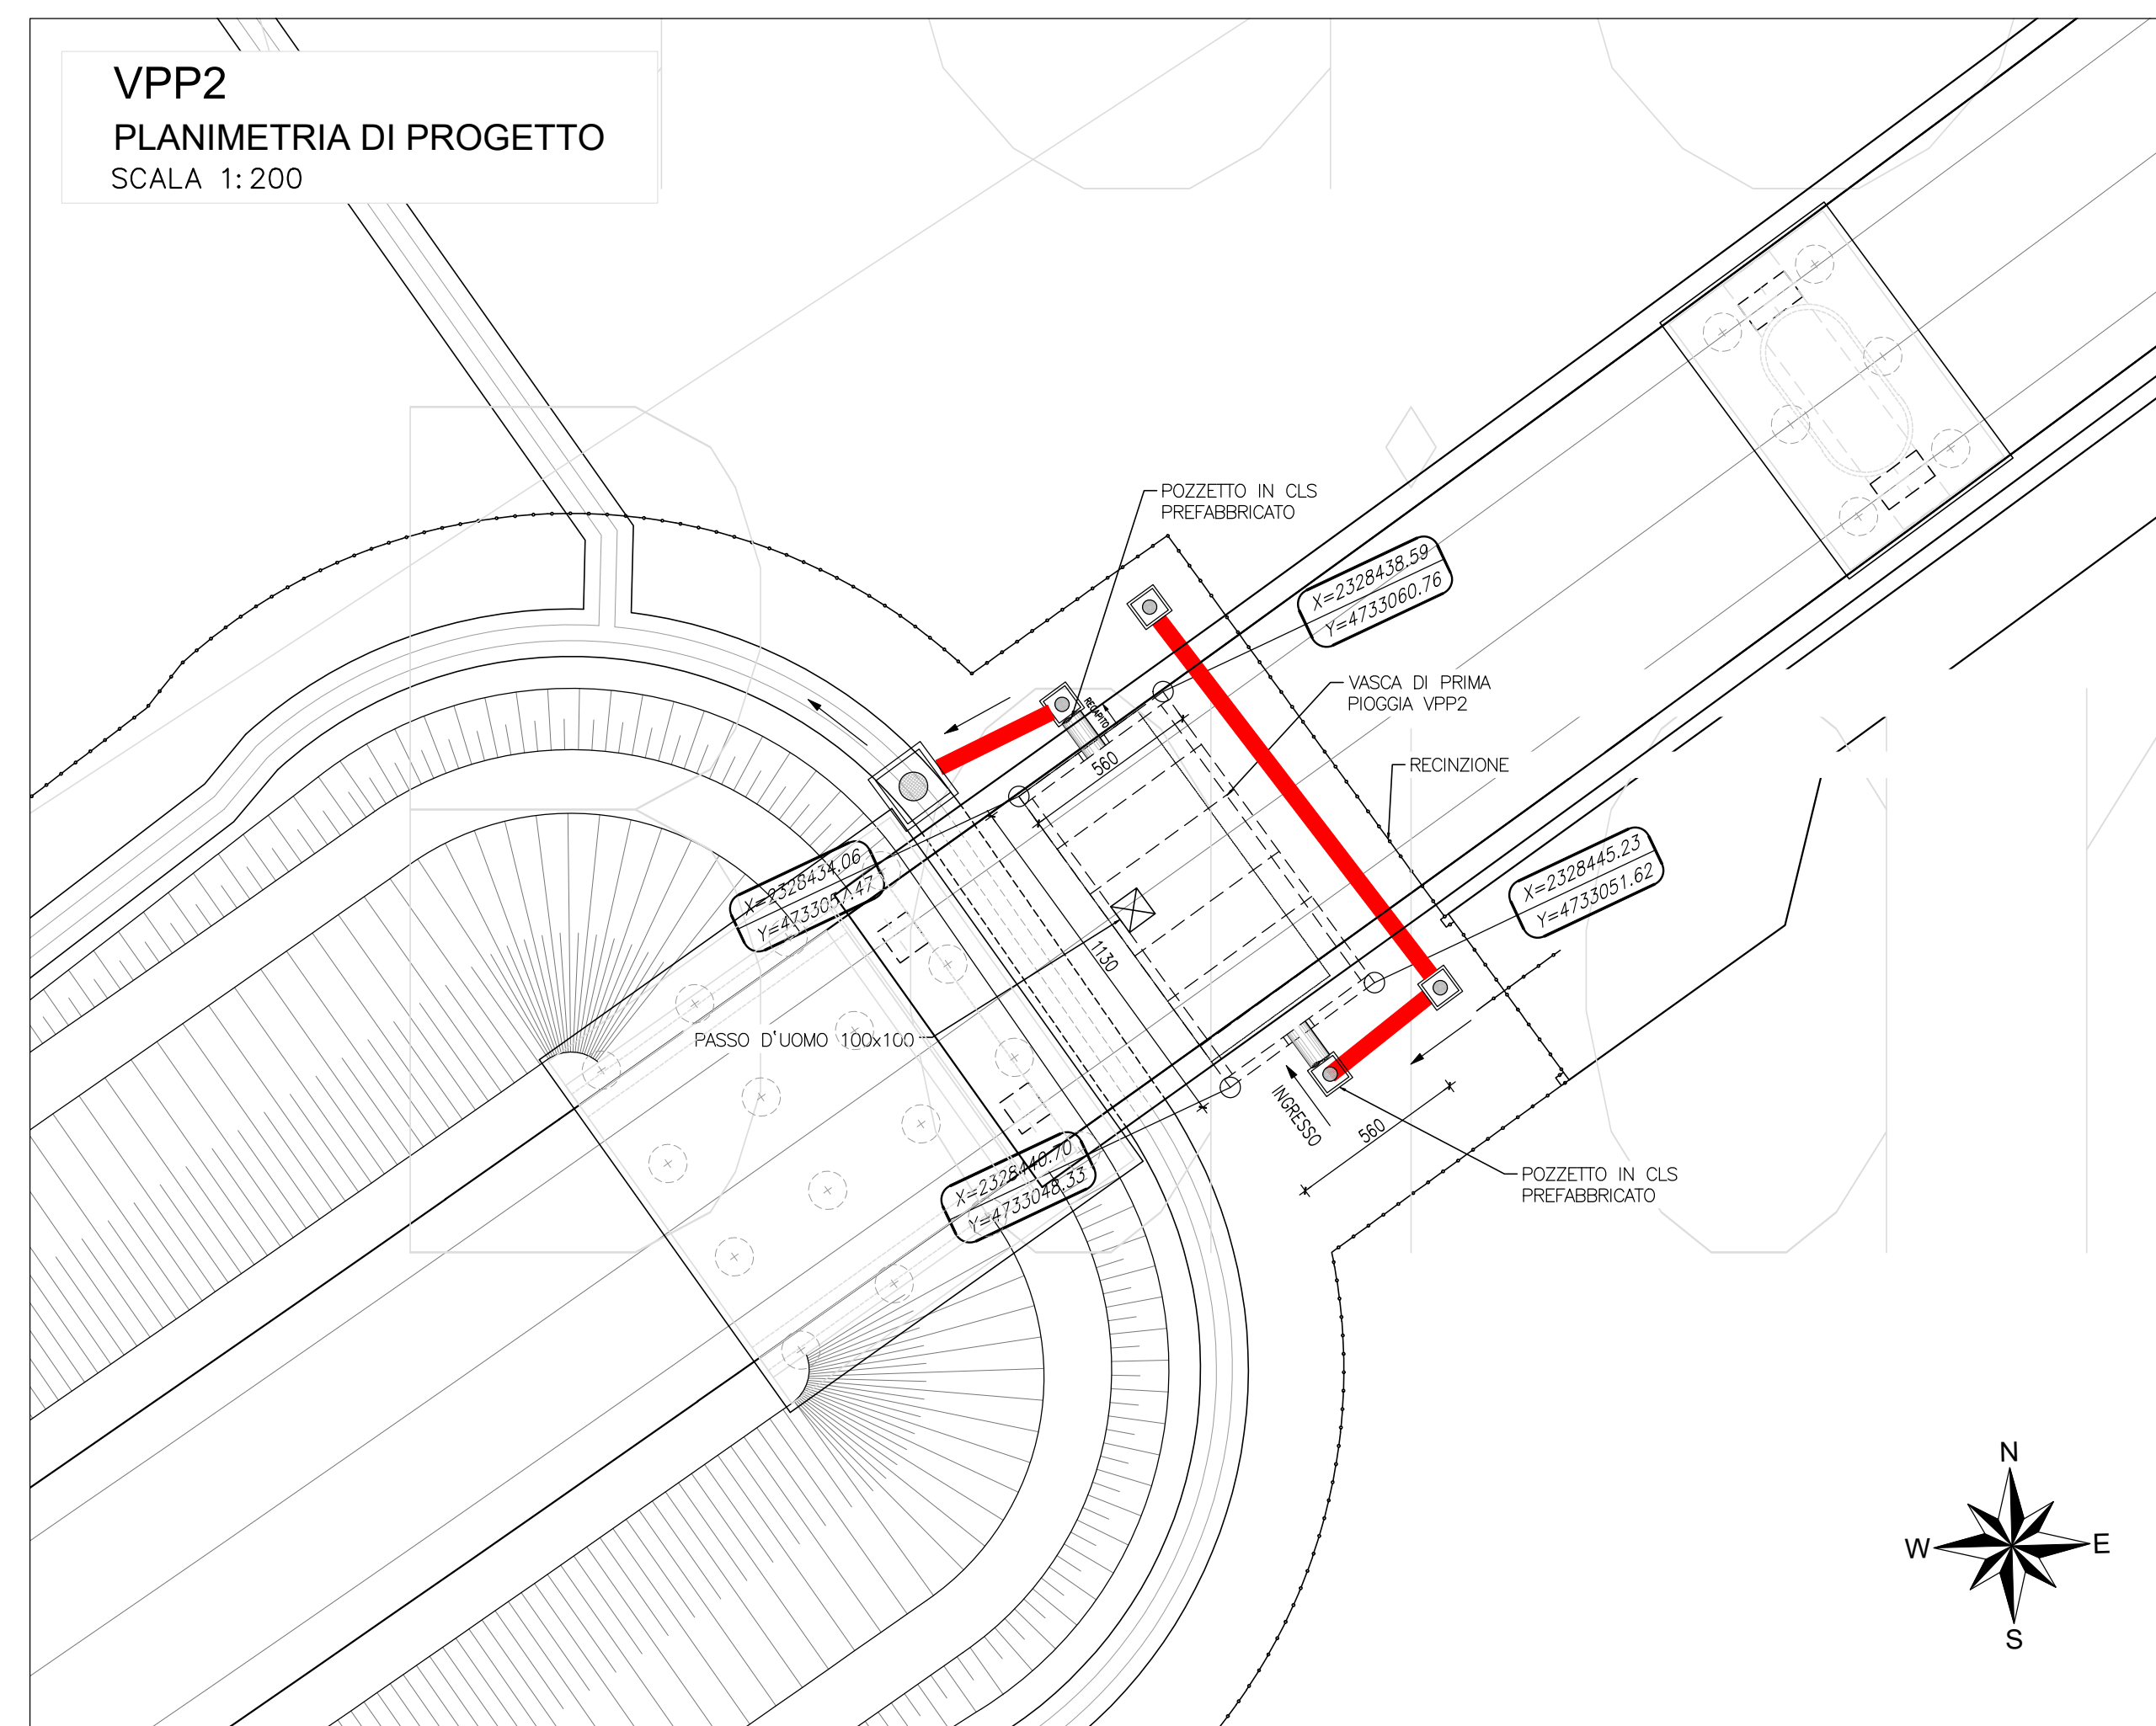 VPP2
PLANIMETRIA DI PROGETTO
SCALA 1:200
POZZETTO IN CLS
PREFABBRICATO
X=2328438.59
Y=4733060.76
VASCA DI PRIMA
PIOGGIA VPP2
RECAPITO
560
RECINZIONE
X=2328434.06
Y=4733057.47
X=2328445.23
Y=4733051.62
1130
PASSO D'UOMO 100x100
INGRESSO
560
X=2328440.70
Y=4733048.33
POZZETTO IN CLS
PREFABBRICATO
N
W
E
S